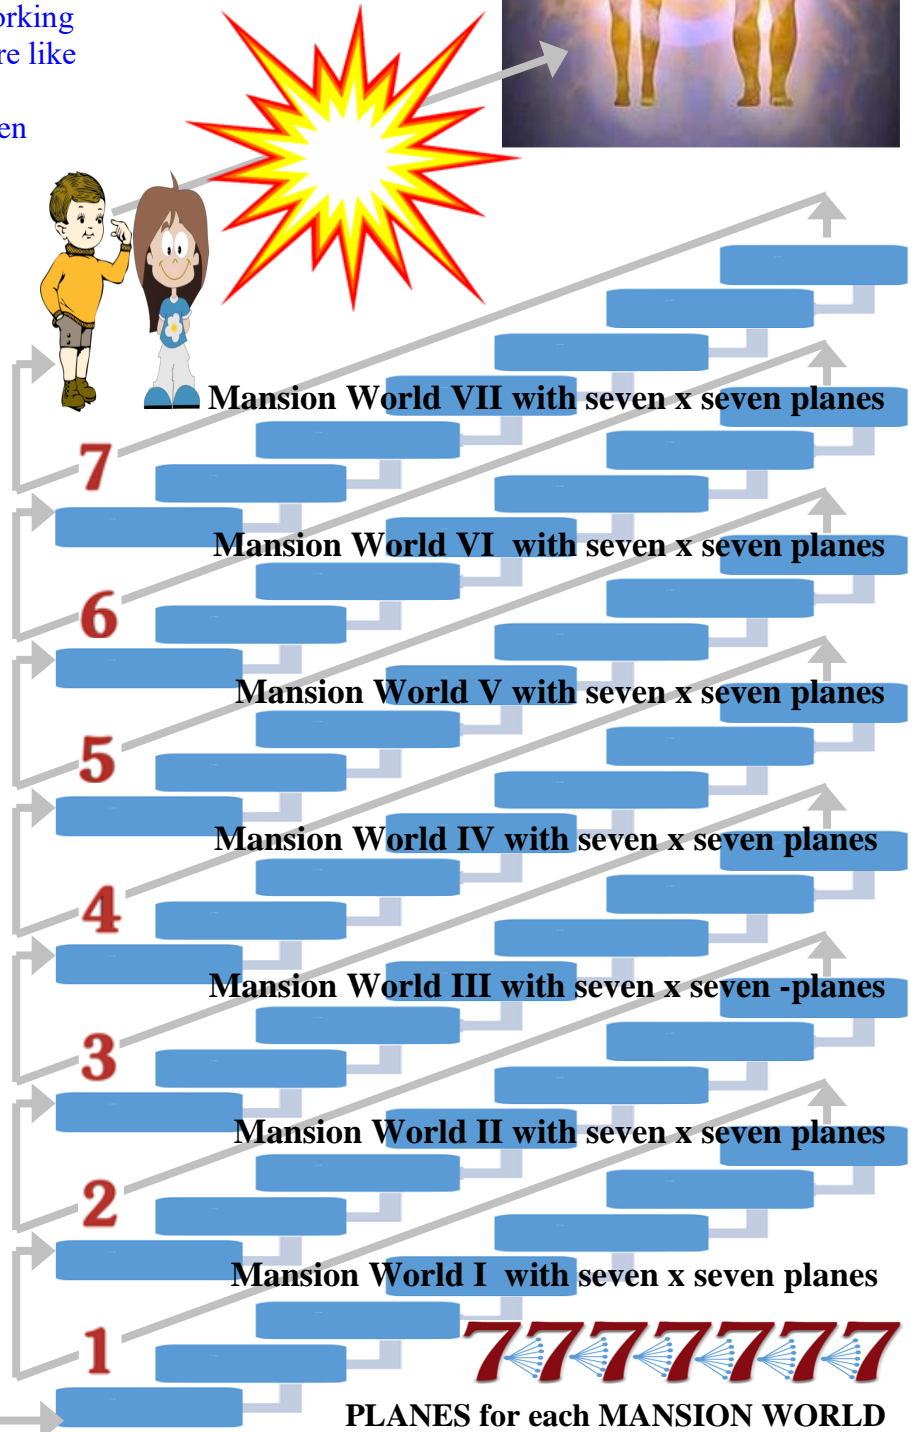 orking
re like
en
Mansion World VII with seven x seven planes
7
Mansion World VI with seven x seven planes
6
Mansion World V with seven x seven planes
5
Mansion World IV with seven x seven planes
4
Mansion World III with seven x seven -planes
3
Mansion World II with seven x seven planes
2
Mansion World I with seven x seven planes
1
7777777
PLANES for each MANSION WORLD